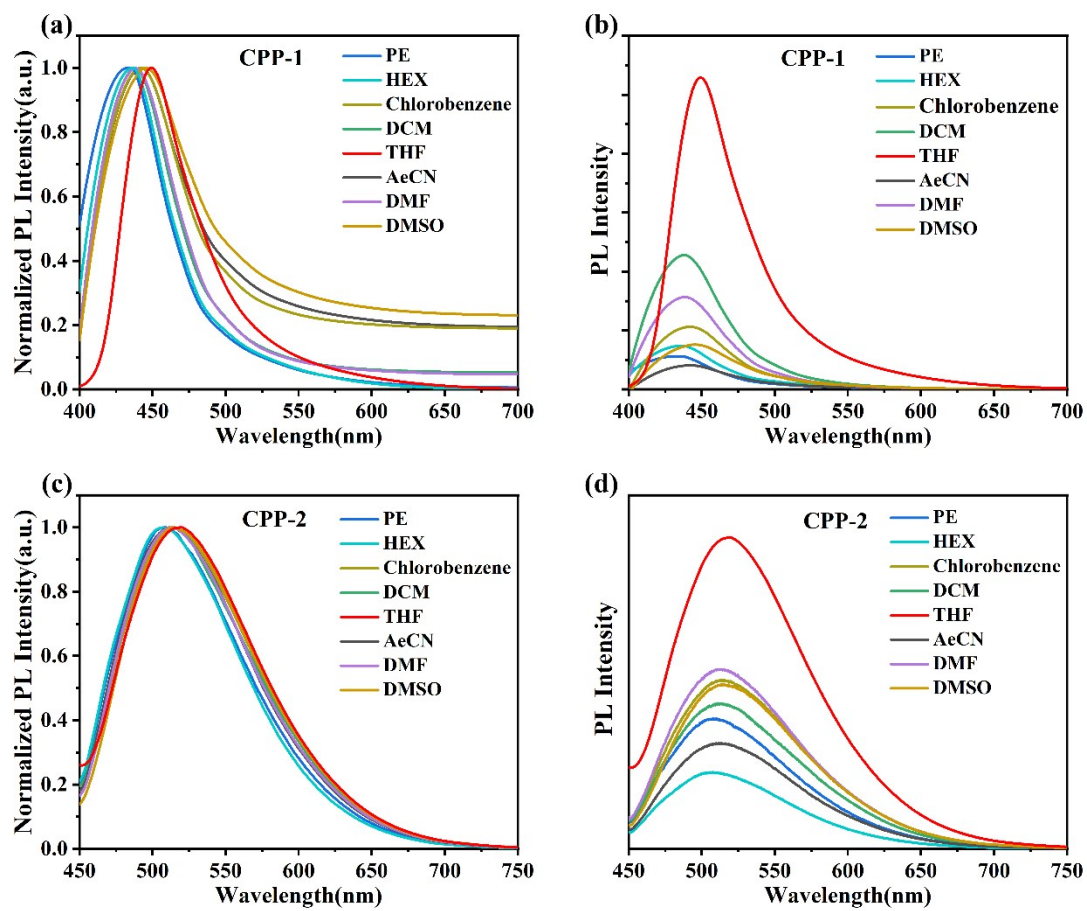 (a)
CPP-1
PE
HEX
Chlorobenzene
DCM
THF
AeCN
DMF
DMSO
Normalized PL Intensity(a.u.)
1.0
0.8
0.6
0.4
0.2
0.0
400 450 500 550 600 650 700
Wavelength(nm)
(b)
CPP-1
PE
HEX
Chlorobenzene
DCM
THF
AeCN
DMF
DMSO
PL Intensity
400 450 500 550 600 650 700
Wavelength(nm)
(c)
CPP-2
PE
HEX
Chlorobenzene
DCM
THF
AeCN
DMF
DMSO
Normalized PL Intensity(a.u.)
1.0
0.8
0.6
0.4
0.2
0.0
450 500 550 600 650 700 750
Wavelength(nm)
(d)
CPP-2
PE
HEX
Chlorobenzene
DCM
THF
AeCN
DMF
DMSO
PL Intensity
450 500 550 600 650 700 750
Wavelength(nm)